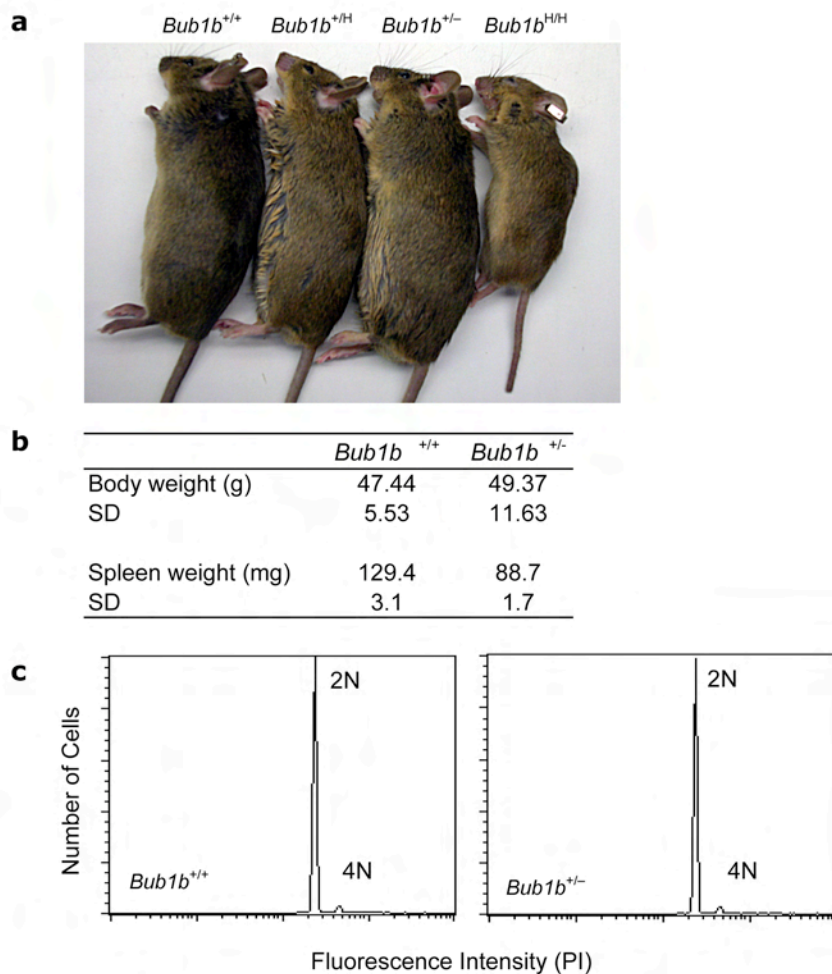 a
Bub1b+/+ Bub1b+/H Bub1b+/– Bub1bH/H
b
Bub1b +/+ Bub1b +/-
Body weight (g) 47.44 49.37
SD 5.53 11.63
Spleen weight (mg) 129.4 88.7
SD 3.1 1.7
c
Number of Cells
2N
4N
Bub1b+/+
2N
4N
Bub1b+/–
Fluorescence Intensity (PI)